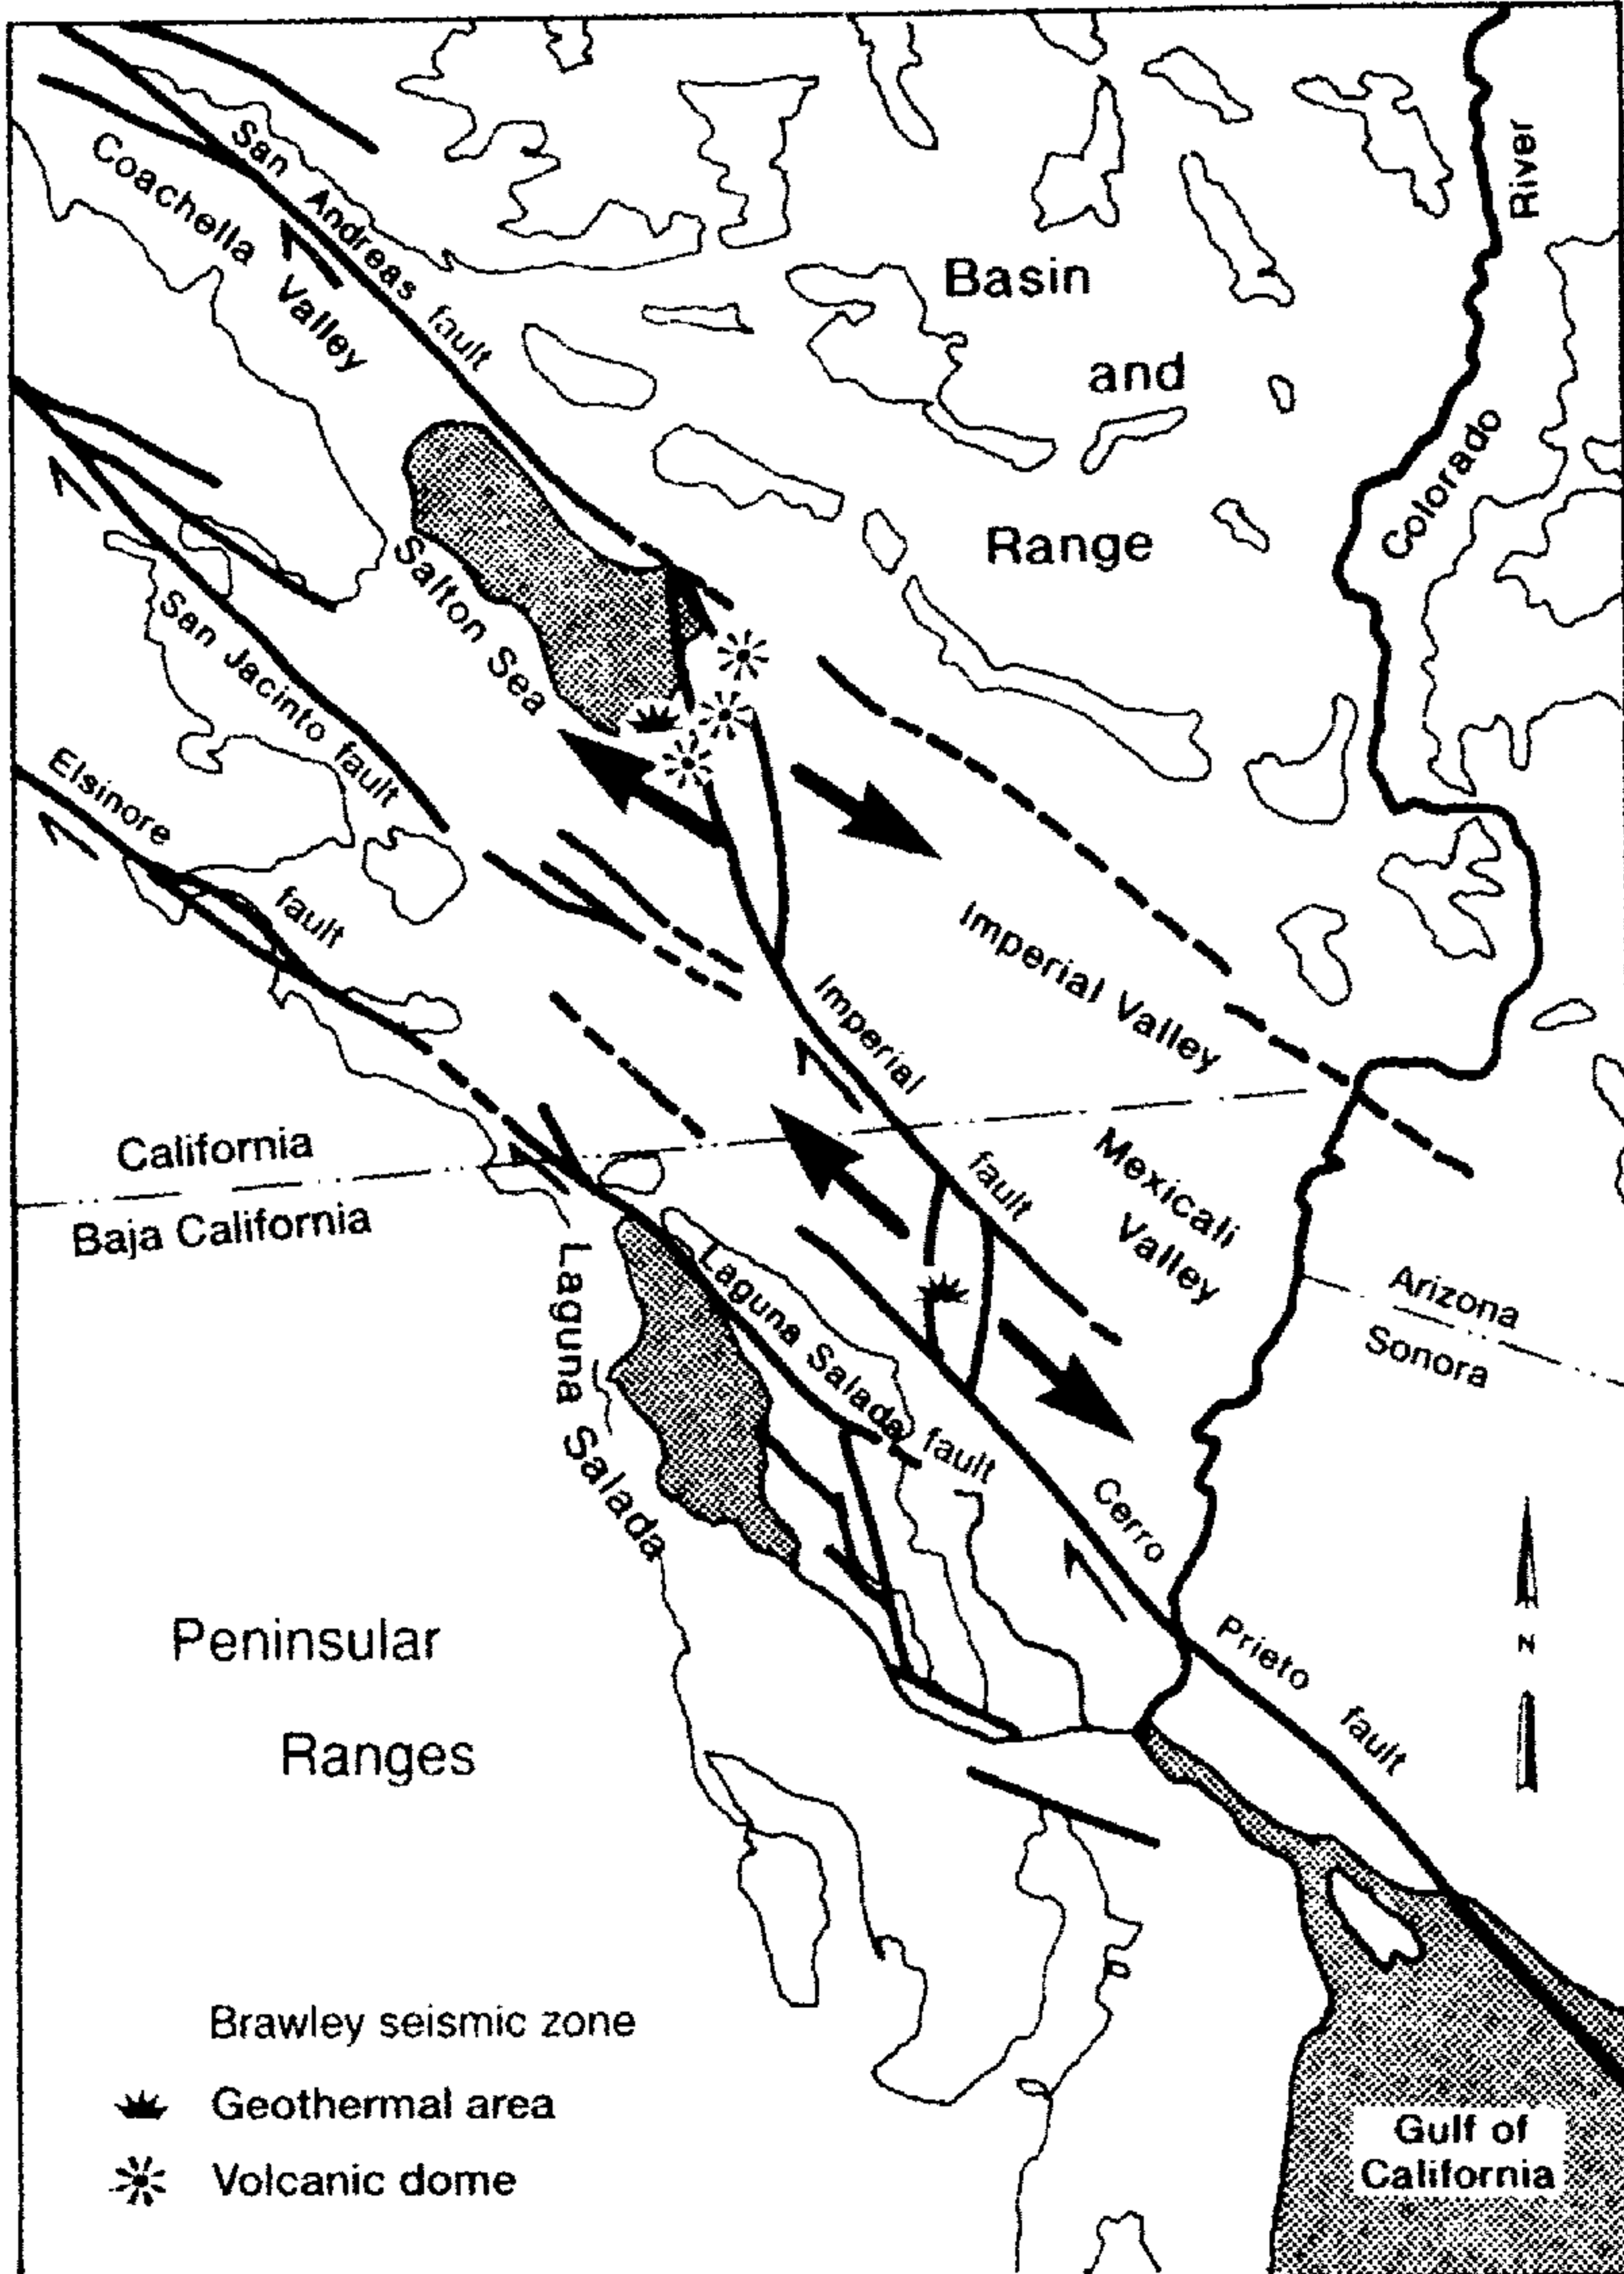 San Andreas fault
Coachella
Valley
River
Basin
and
Range
Colorado
Salton Sea
San Jacinto fault
Elsinore
fault
Imperial Valley
Imperial
fault
California
Baja California
Mexicali
Valley
Laguna Salada
Laguna Salada fault
Arizona
Sonora
Cerro
Prieto
fault
N
Peninsular
Ranges
Brawley seismic zone
Geothermal area
Volcanic dome
Gulf of
California